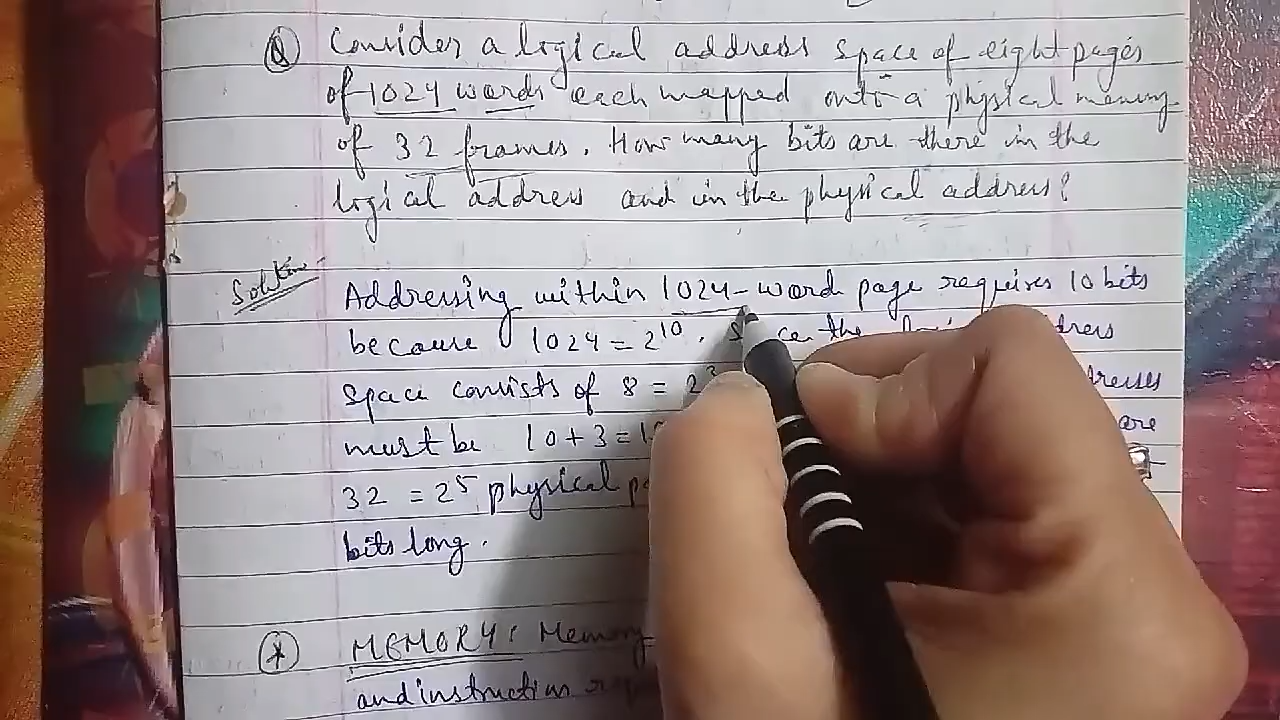 Q Consider a logical address space of eight pages
of 1024 words each mapped onto a physical memory
of 32 frames. How many bits are there in the
logical address and in the physical address?
Solution
Addressing within 1024-word page requires 10 bits
because 1024 = 2^10. the
space consists of 8 = 2^3
must be 10 + 3 = are
32 = 2^5 physical
bits long.
* MEMORY: Memory
and instruction